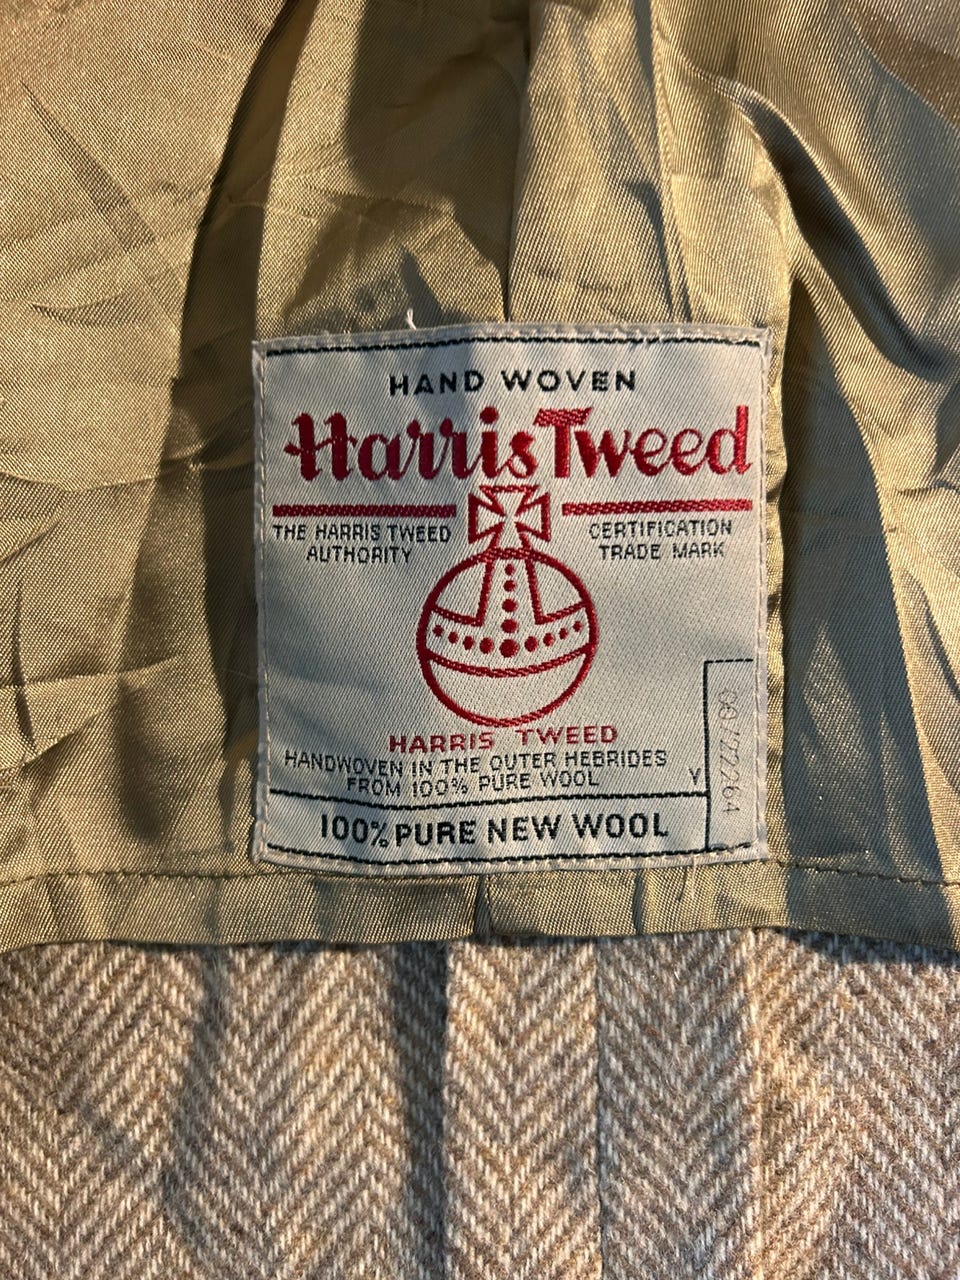 HAND WOVEN
Harris Tweed
THE HARRIS TWEED
AUTHORITY
CERTIFICATION
TRADE MARK
HARRIS TWEED
HANDWOVEN IN THE OUTER HEBRIDES
FROM 100% PURE WOOL
100% PURE NEW WOOL
Y